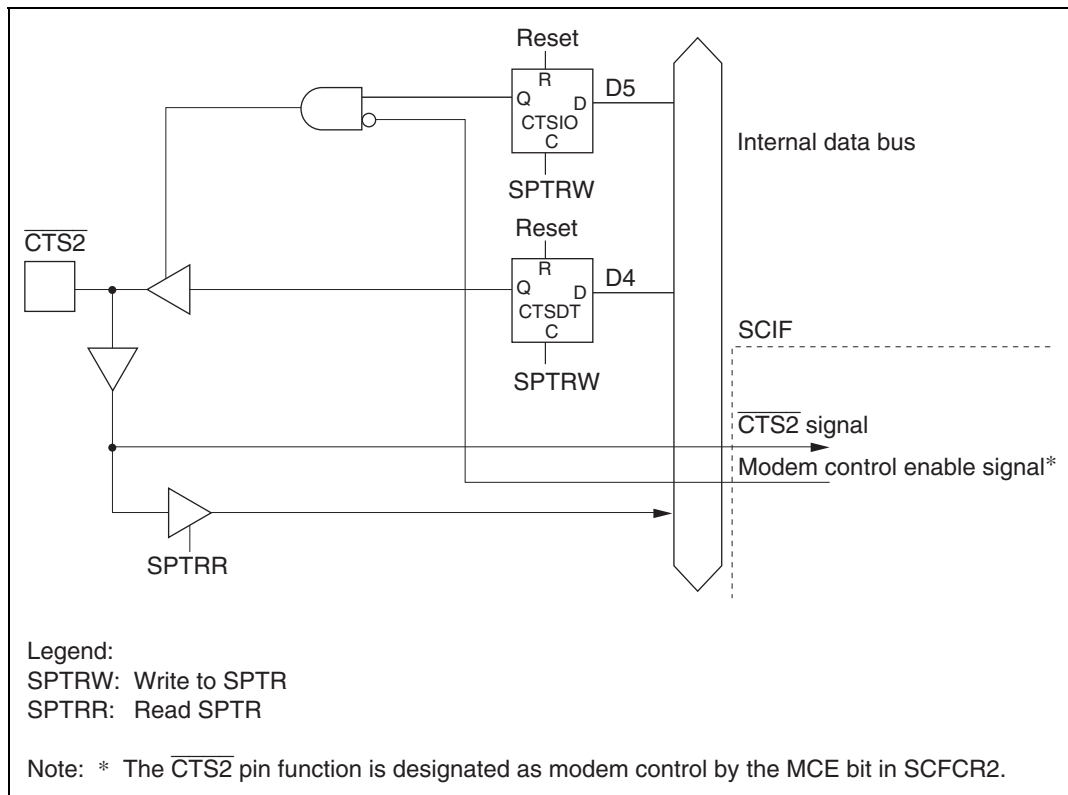 Reset
R
Q
D
D5
CTSIO
C
SPTRW
Internal data bus
Reset
R
Q
D
D4
CTSDT
C
SPTRW
CTS2
SCIF
CTS2 signal
Modem control enable signal*
SPTRR
Legend:
SPTRW: Write to SPTR
SPTRR: Read SPTR
Note: * The CTS2 pin function is designated as modem control by the MCE bit in SCFCR2.